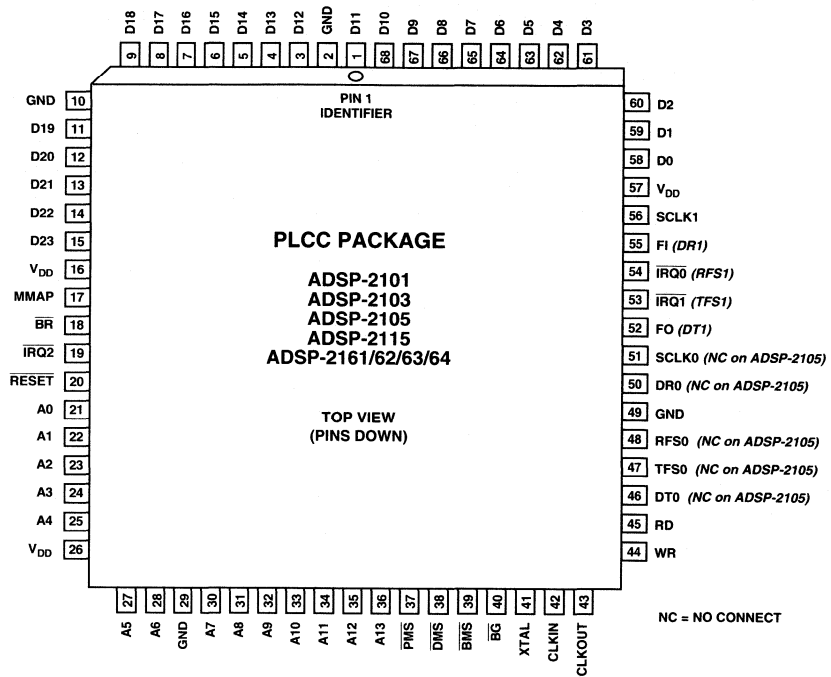 D18 D17 D16 D15 D14 D13 D12 GND D11 D10 D9 D8 D7 D6 D5 D4 D3
9 8 7 6 5 4 3 2 1 68 67 66 65 64 63 62 61
PIN 1
IDENTIFIER
GND 10
D19 11
D20 12
D21 13
D22 14
D23 15
VDD 16
MMAP 17
B̅R̅ 18
I̅R̅Q̅2̅ 19
R̅E̅S̅E̅T̅ 20
A0 21
A1 22
A2 23
A3 24
A4 25
VDD 26
PLCC PACKAGE
ADSP-2101
ADSP-2103
ADSP-2105
ADSP-2115
ADSP-2161/62/63/64
TOP VIEW
(PINS DOWN)
60 D2
59 D1
58 D0
57 VDD
56 SCLK1
55 FI (DR1)
54 I̅R̅Q̅0̅ (RFS1)
53 I̅R̅Q̅1̅ (TFS1)
52 FO (DT1)
51 SCLK0 (NC on ADSP-2105)
50 DR0 (NC on ADSP-2105)
49 GND
48 RFS0 (NC on ADSP-2105)
47 TFS0 (NC on ADSP-2105)
46 DT0 (NC on ADSP-2105)
45 RD
44 WR
27 28 29 30 31 32 33 34 35 36 37 38 39 40 41 42 43
A5 A6 GND A7 A8 A9 A10 A11 A12 A13 P̅M̅S̅ D̅M̅S̅ B̅M̅S̅ B̅G̅ XTAL CLKIN CLKOUT
NC = NO CONNECT